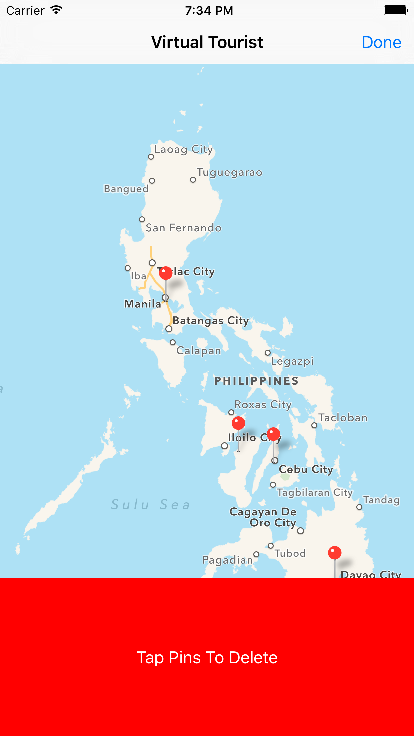 Carrier 7:34 PM
Virtual Tourist Done
Laoag City
Tuguegarao
Bangued
San Fernando
Iba
Manila
Batangas City
Calapan
Legazpi
PHILIPPINES
Roxas City
Tacloban
Iloilo City
Cebu City
Sulu Sea
Tagbilaran City
Tandag
Cagayan De
Oro City
Pagadian
Tubod
Davao City
Tap Pins To Delete